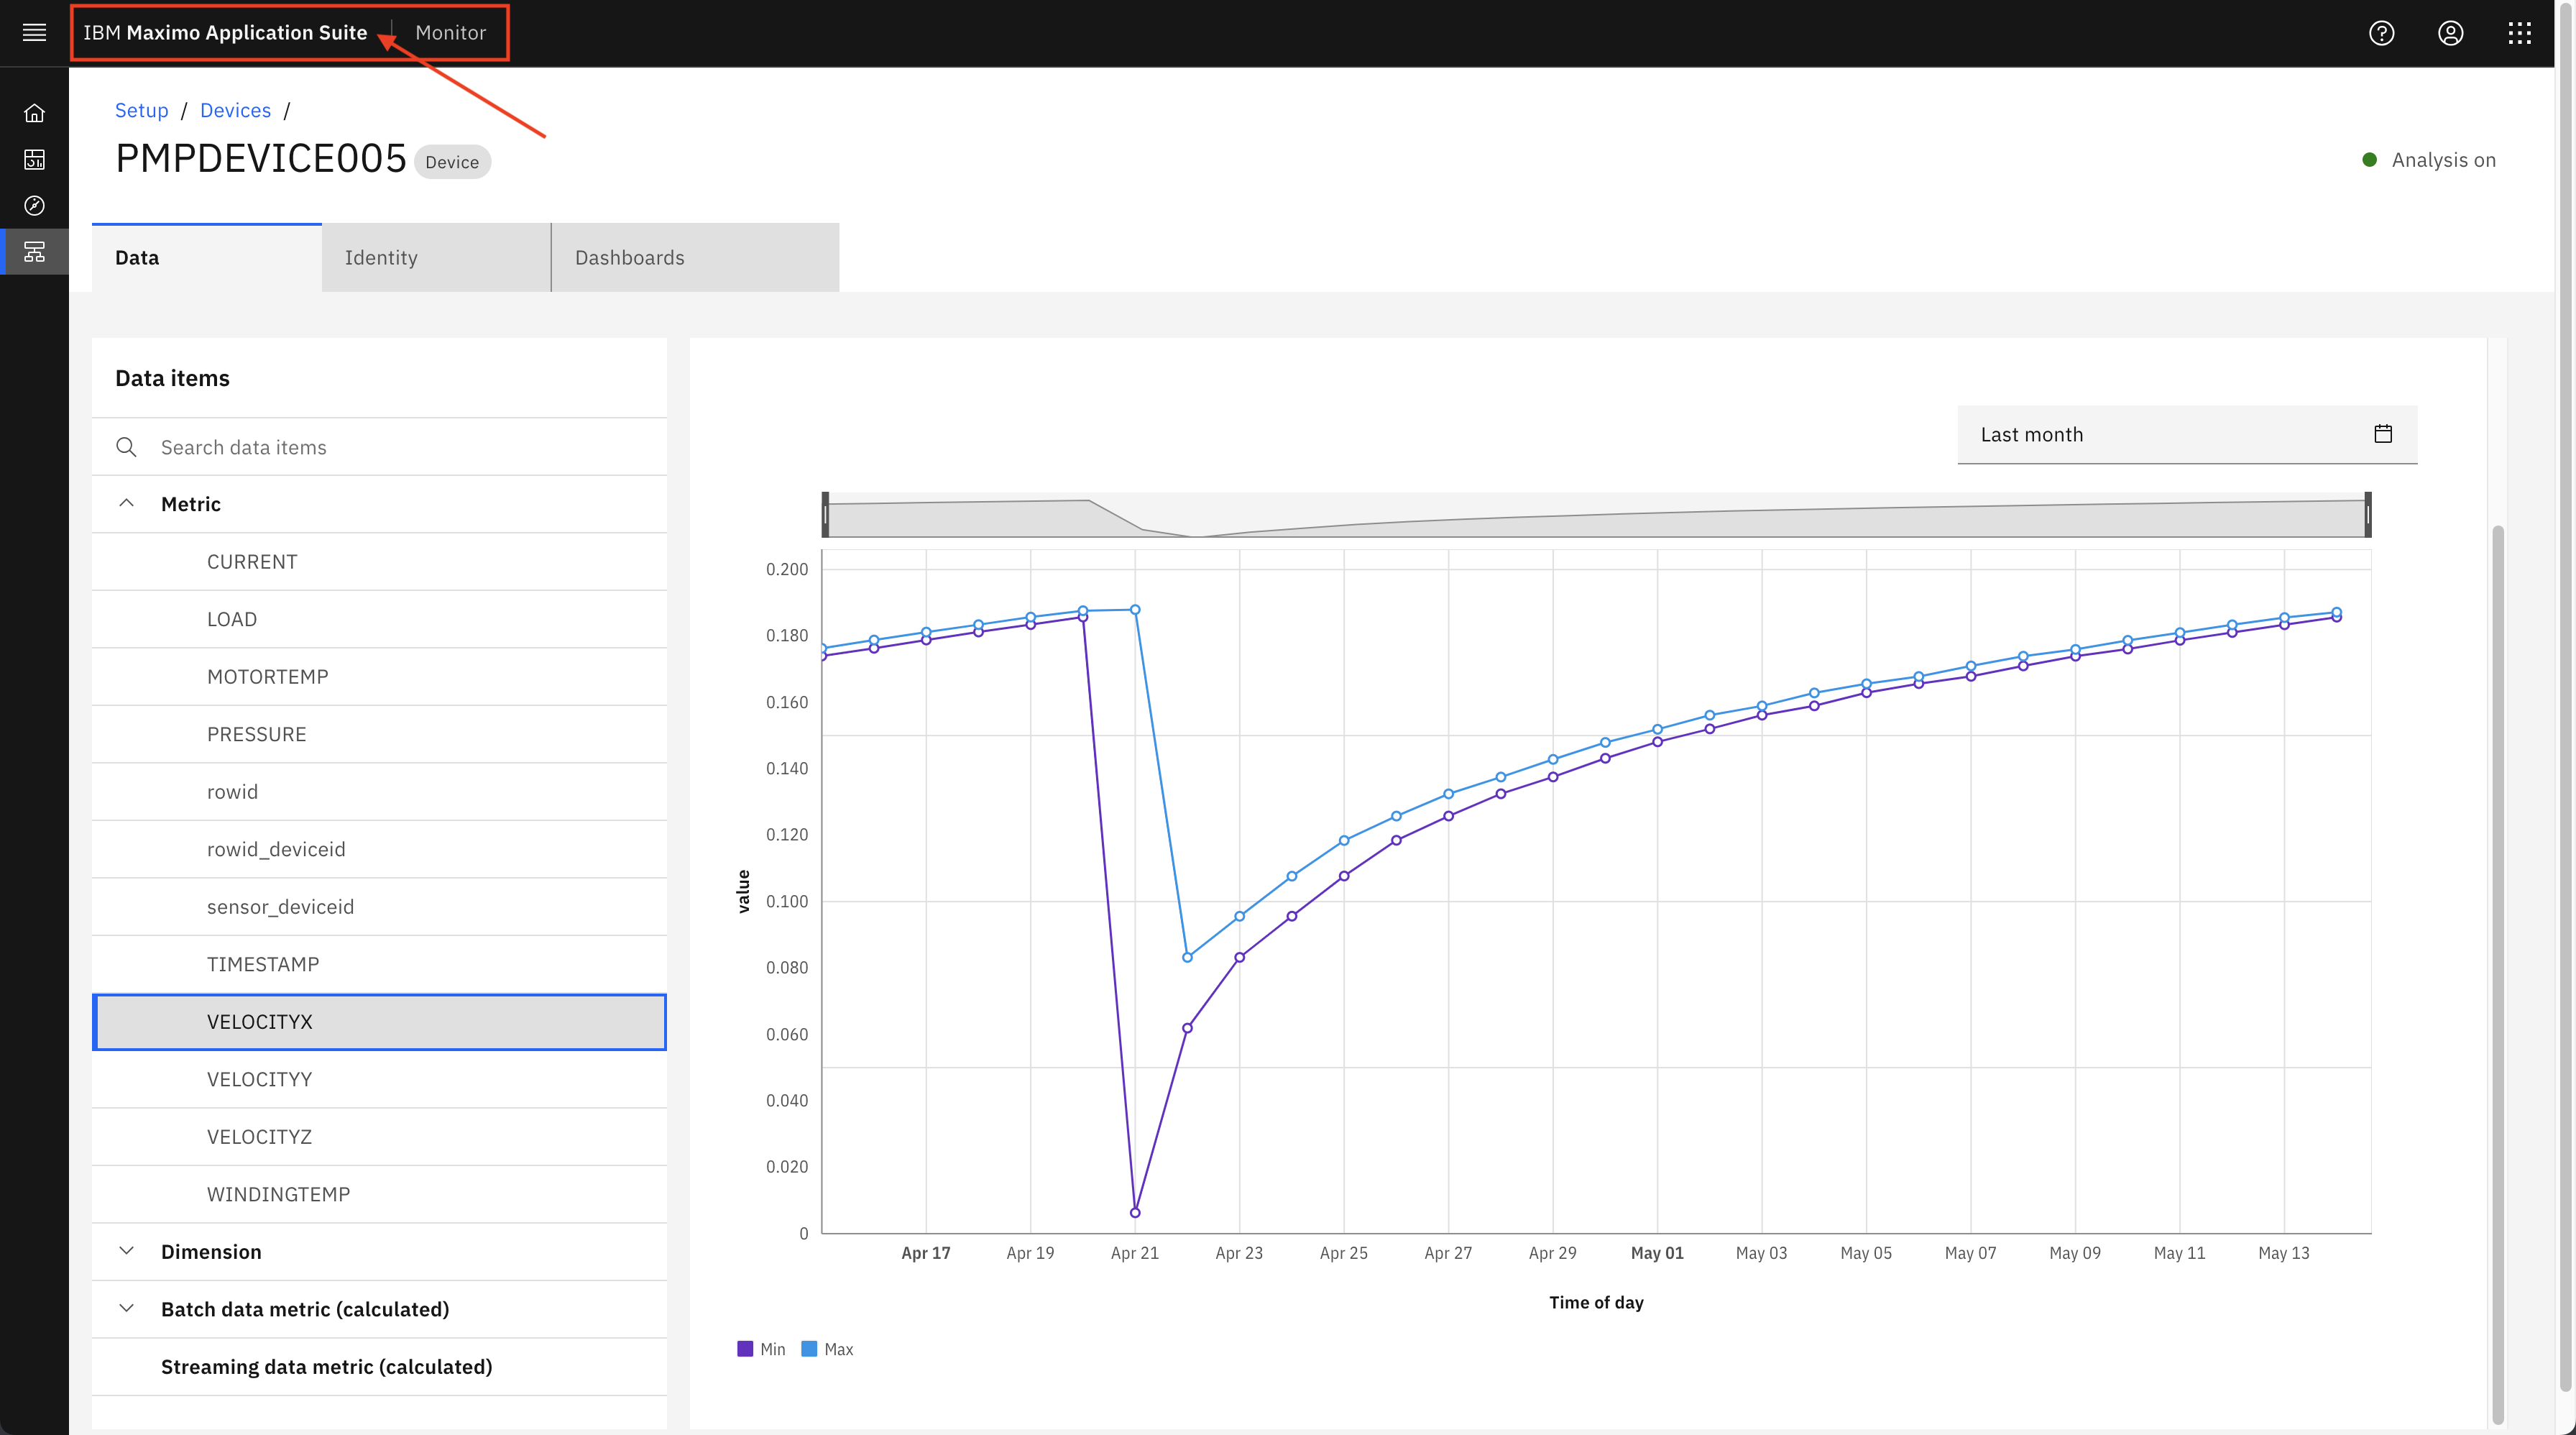 IBM Maximo Application Suite | Monitor
Setup / Devices /
PMPDEVICE005 Device
Analysis on
Data
Identity
Dashboards
Data items
Search data items
Metric
CURRENT
LOAD
MOTORTEMP
PRESSURE
rowid
rowid_deviceid
sensor_deviceid
TIMESTAMP
VELOCITYX
VELOCITYY
VELOCITYZ
WINDINGTEMP
Dimension
Batch data metric (calculated)
Streaming data metric (calculated)
Last month
0.200
0.180
0.160
0.140
0.120
0.100
0.080
0.060
0.040
0.020
0
value
Apr 17 Apr 19 Apr 21 Apr 23 Apr 25 Apr 27 Apr 29 May 01 May 03 May 05 May 07 May 09 May 11 May 13
Time of day
Min Max